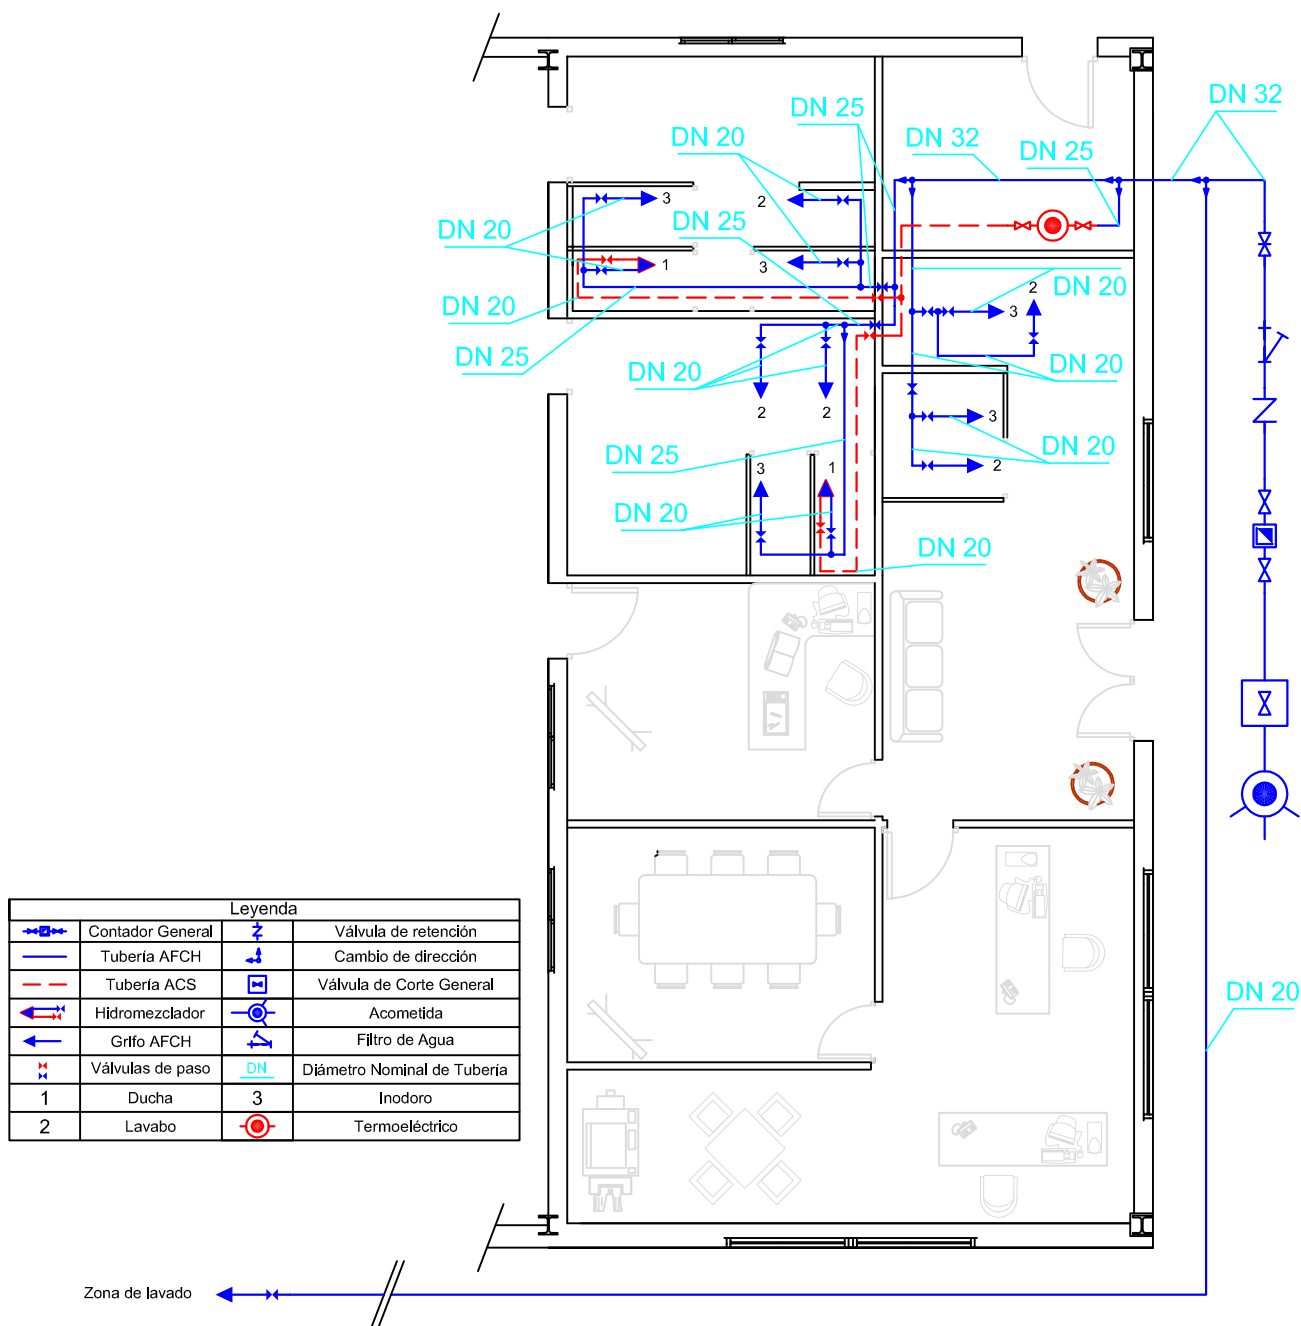 DN 32
DN 25
DN 20
DN 32
DN 25
3
2
DN 20
DN 25
1
3
2
DN 20
DN 20
3
DN 25
DN 20
DN 20
2
2
3
DN 25
DN 20
3
1
2
DN 20
DN 20
DN 20
Leyenda
Contador General
Válvula de retención
Tubería AFCH
Cambio de dirección
Tubería ACS
Válvula de Corte General
Hidromezclador
Acometida
Grifo AFCH
Filtro de Agua
Válvulas de paso
DN
Diámetro Nominal de Tubería
1
Ducha
3
Inodoro
2
Lavabo
Termoeléctrico
Zona de lavado